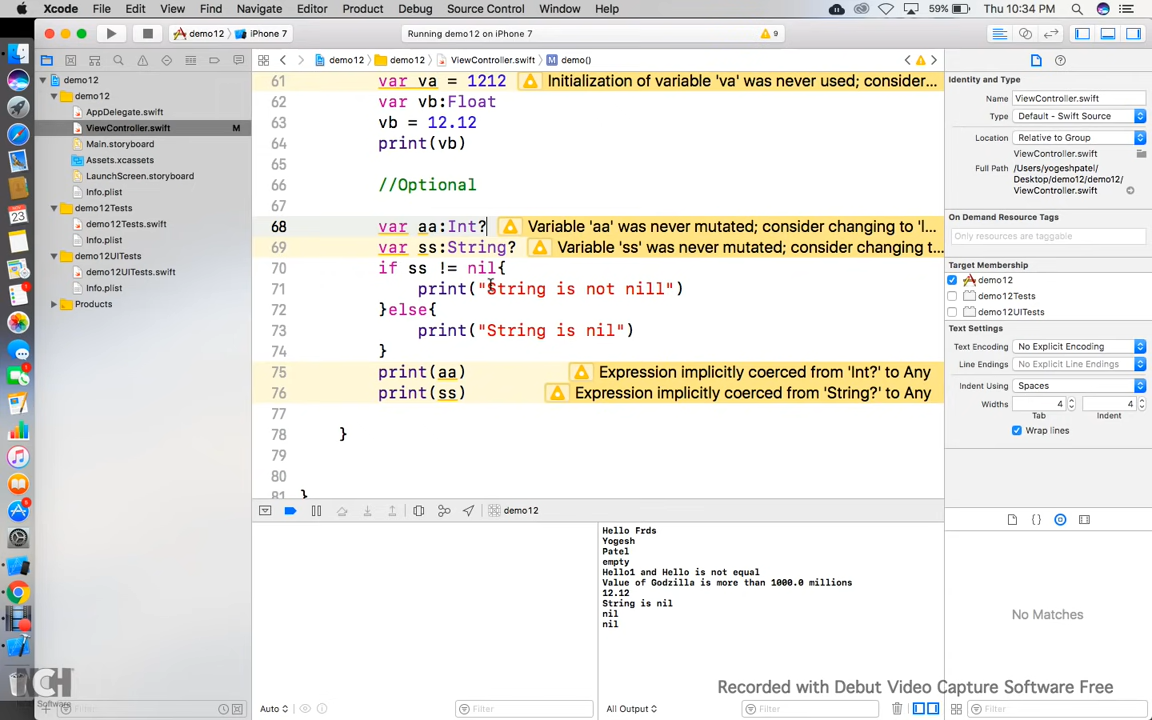 Xcode File Edit View Find Navigate Editor Product Debug Source Control Window Help
59% Thu 10:34 PM
demo12 iPhone 7
Running demo12 on iPhone 7
9
demo12 demo12 ViewController.swift M demo()
demo12
demo12
AppDelegate.swift
ViewController.swift M
Main.storyboard
Assets.xcassets
LaunchScreen.storyboard
Info.plist
demo12Tests
demo12Tests.swift
Info.plist
demo12UITests
demo12UITests.swift
Info.plist
Products
61 var va = 1212 Initialization of variable 'va' was never used; consider...
62 var vb:Float
63 vb = 12.12
64 print(vb)
65
66 //Optional
67
68 var aa:Int? Variable 'aa' was never mutated; consider changing to 'l...
69 var ss:String? Variable 'ss' was never mutated; consider changing t...
70 if ss != nil{
71 print("String is not nill")
72 }else{
73 print("String is nil")
74 }
75 print(aa) Expression implicitly coerced from 'Int?' to Any
76 print(ss) Expression implicitly coerced from 'String?' to Any
77
78 }
79
80
81 }
demo12
Hello Frds
Yogesh
Patel
empty
Hello1 and Hello is not equal
Value of Godzilla is more than 1000.0 millions
12.12
String is nil
nil
nil
Auto
Filter
All Output
Filter
Filter
Filter
Identity and Type
Name ViewController.swift
Type Default - Swift Source
Location Relative to Group
ViewController.swift
Full Path /Users/yogeshpatel/
Desktop/demo12/demo12/
ViewController.swift
On Demand Resource Tags
Only resources are taggable
Target Membership
demo12
demo12Tests
demo12UITests
Text Settings
Text Encoding No Explicit Encoding
Line Endings No Explicit Line Endings
Indent Using Spaces
Widths 4 4
Tab Indent
Wrap lines
No Matches
NCH Software
Recorded with Debut Video Capture Software Free